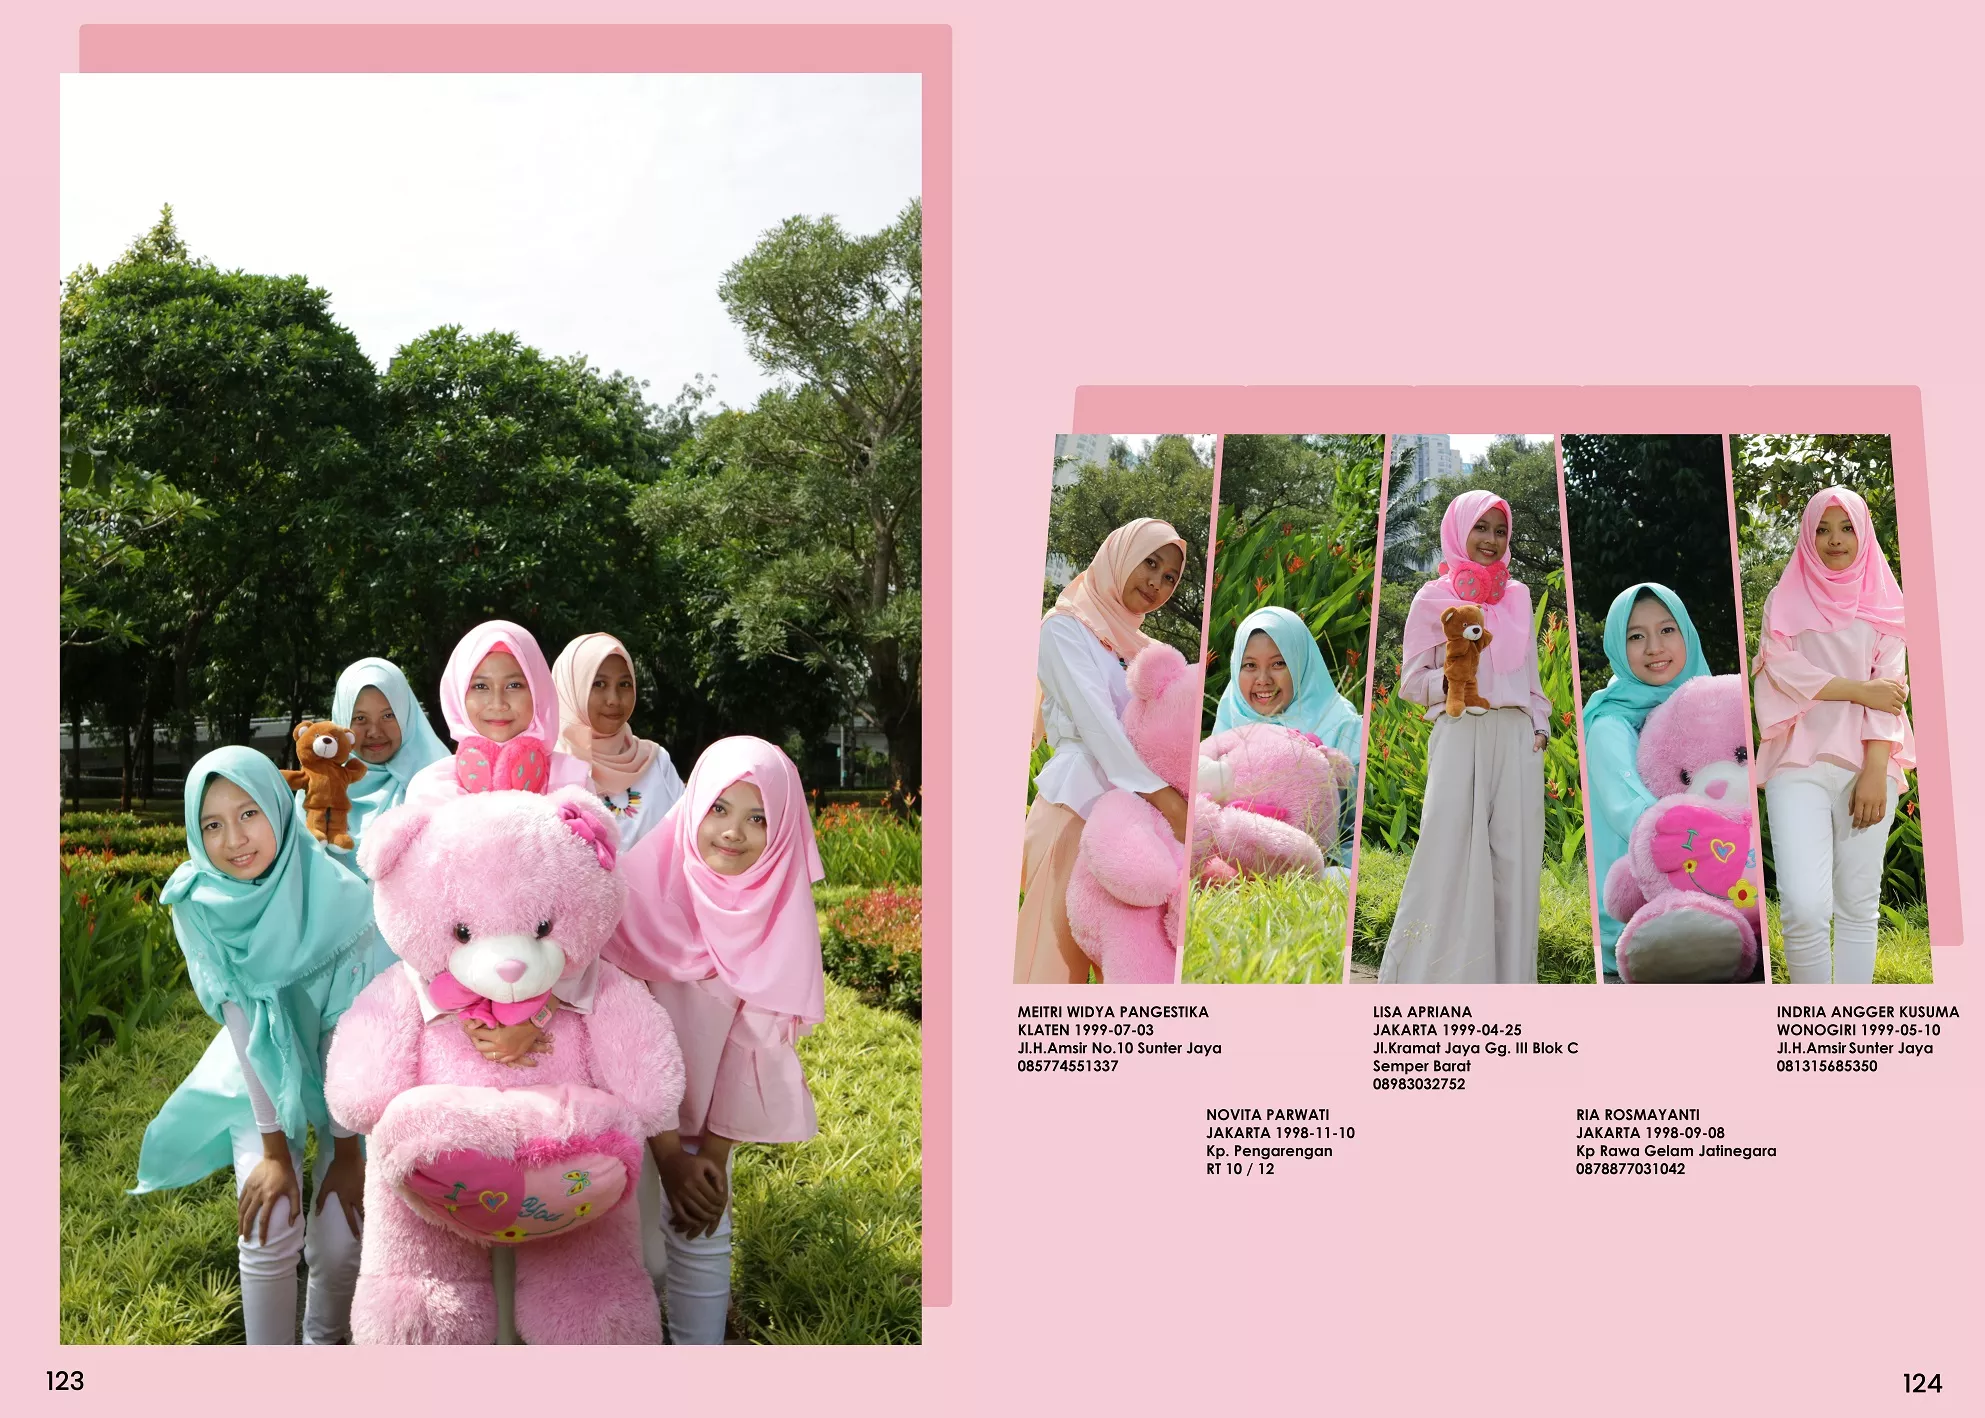 I
You
I
MEITRI WIDYA PANGESTIKA
KLATEN 1999-07-03
Jl.H.Amsir No.10 Sunter Jaya
085774551337
NOVITA PARWATI
JAKARTA 1998-11-10
Kp. Pengarengan
RT 10 / 12
LISA APRIANA
JAKARTA 1999-04-25
Jl.Kramat Jaya Gg. III Blok C
Semper Barat
08983032752
RIA ROSMAYANTI
JAKARTA 1998-09-08
Kp Rawa Gelam Jatinegara
0878877031042
INDRIA ANGGER KUSUMA
WONOGIRI 1999-05-10
Jl.H.Amsir Sunter Jaya
081315685350
123
124